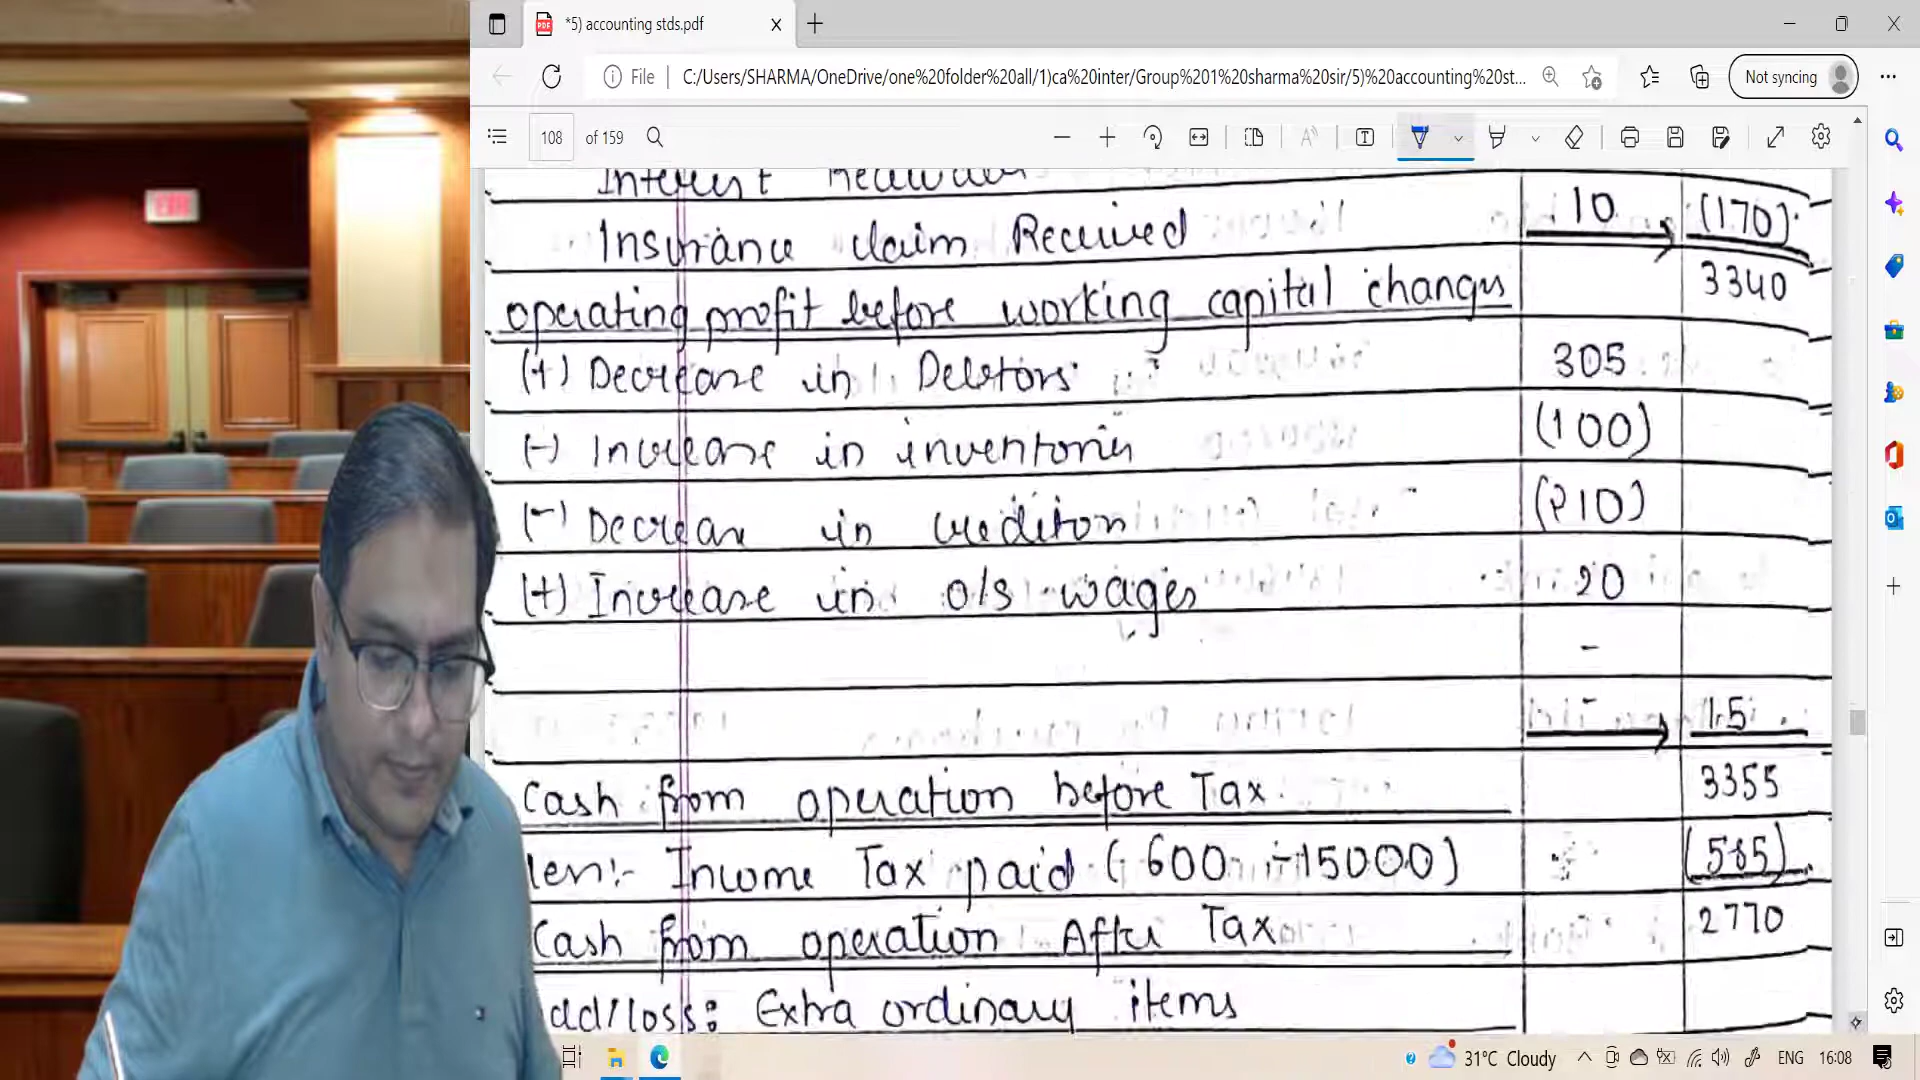 *5) accounting stds.pdf
File
C:/Users/SHARMA/OneDrive/one%20folder%20all/1)ca%20inter/Group%201%20sharma%20sir/5)%20accounting%20st...
Not syncing
108 of 159
Interest Received
Insurance claim Received 10 (170)
operating profit before working capital changes 3340
(+) Decrease in Debtors 305
(-) Increase in inventories (100)
(-) Decrease in creditors (210)
(+) Increase in o/s wages 20
-
15
Cash from operation before Tax 3355
less:- Income Tax paid (600 - 15000) (585)
Cash from operation After Tax 2770
add/loss: Extra ordinary items
31°C Cloudy
ENG
16:08